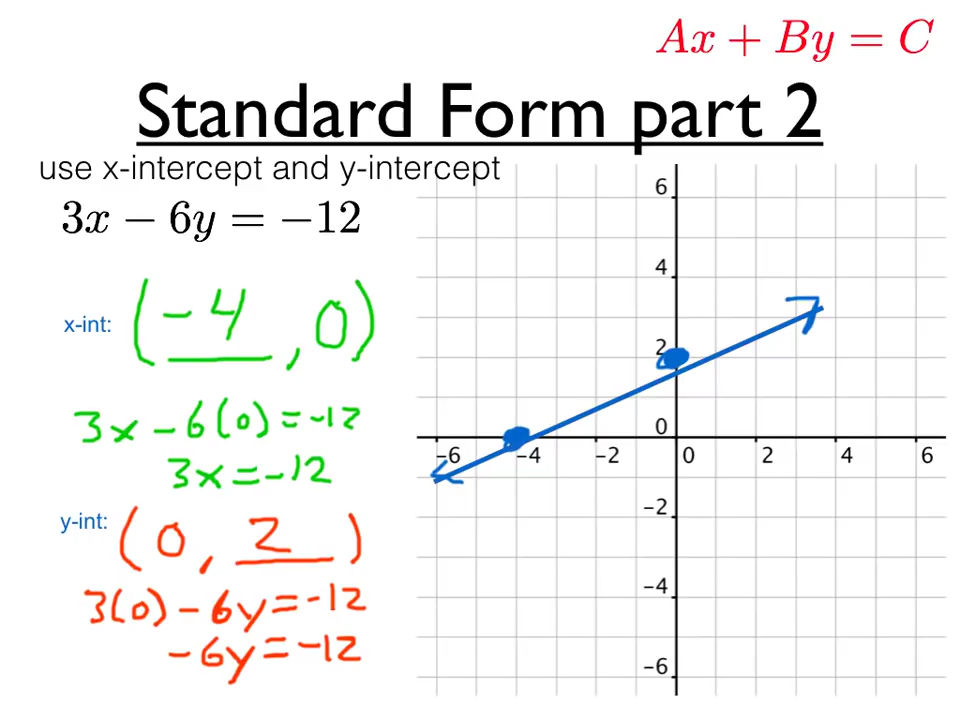 Ax + By = C
Standard Form part 2
use x-intercept and y-intercept
3x − 6y = −12
x-int: (-4, 0)
3x - 6(0) = -12
3x = -12
y-int: (0, 2)
3(0) - 6y = -12
-6y = -12
6
4
2
0
-6 -4 -2 0 2 4 6
-2
-4
-6